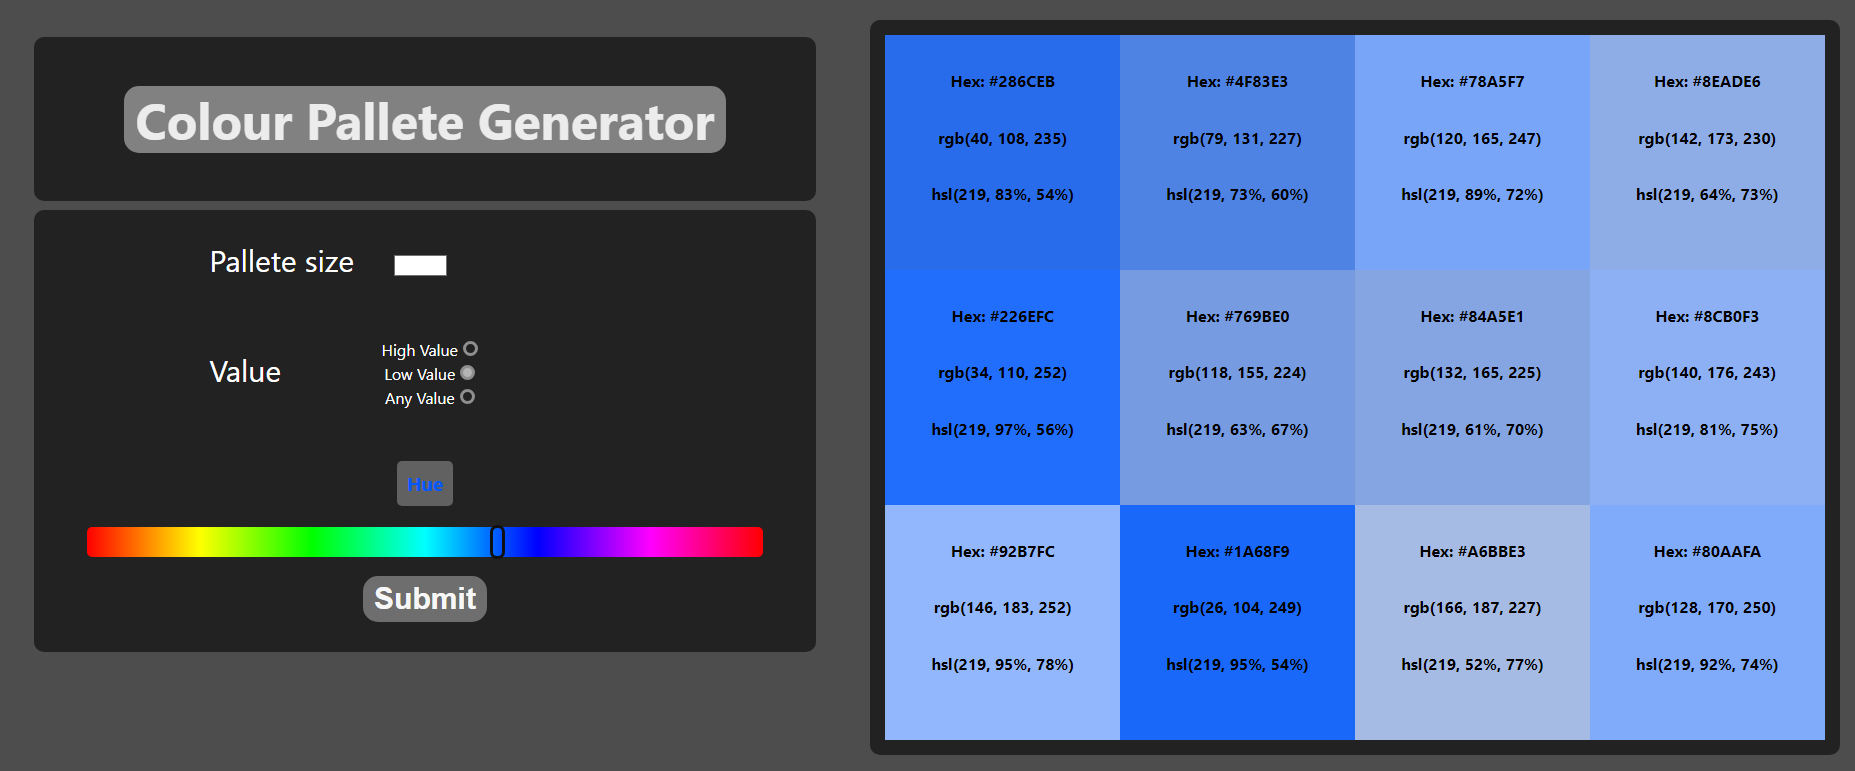 Colour Pallete Generator
Pallete size
Value
High Value
Low Value
Any Value
Hue
Submit
Hex: #286CEB
rgb(40, 108, 235)
hsl(219, 83%, 54%)
Hex: #4F83E3
rgb(79, 131, 227)
hsl(219, 73%, 60%)
Hex: #78A5F7
rgb(120, 165, 247)
hsl(219, 89%, 72%)
Hex: #8EADE6
rgb(142, 173, 230)
hsl(219, 64%, 73%)
Hex: #226EFC
rgb(34, 110, 252)
hsl(219, 97%, 56%)
Hex: #769BE0
rgb(118, 155, 224)
hsl(219, 63%, 67%)
Hex: #84A5E1
rgb(132, 165, 225)
hsl(219, 61%, 70%)
Hex: #8CB0F3
rgb(140, 176, 243)
hsl(219, 81%, 75%)
Hex: #92B7FC
rgb(146, 183, 252)
hsl(219, 95%, 78%)
Hex: #1A68F9
rgb(26, 104, 249)
hsl(219, 95%, 54%)
Hex: #A6BBE3
rgb(166, 187, 227)
hsl(219, 52%, 77%)
Hex: #80AAFA
rgb(128, 170, 250)
hsl(219, 92%, 74%)